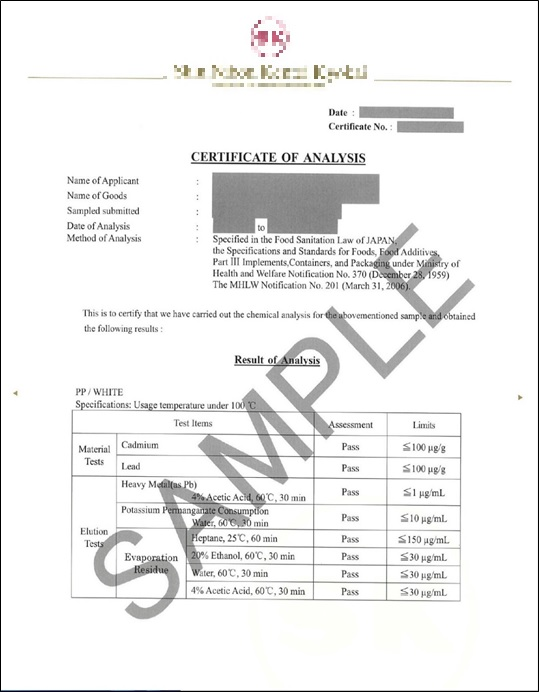 Date :
Certificate No. :
CERTIFICATE OF ANALYSIS
Name of Applicant :
Name of Goods :
Sampled submitted :
Date of Analysis : to
Method of Analysis : Specified in the Food Sanitation Law of JAPAN,
the Specifications and Standards for Foods, Food Additives,
Part III Implements,Containers, and Packaging under Ministry of
Health and Welfare Notification No. 370 (December 28, 1959)
The MHLW Notification No. 201 (March 31, 2006).
This is to certify that we have carried out the chemical analysis for the abovementioned sample and obtained
the following results :
Result of Analysis
PP / WHITE
Specifications: Usage temperature under 100 ℃
Test Items Assessment Limits
Material Tests Cadmium Pass ≦100 μg/g
Lead Pass ≦100 μg/g
Elution Tests Heavy Metal(as Pb)
4% Acetic Acid, 60℃, 30 min Pass ≦1 μg/mL
Potassium Permanganate Consumption
Water, 60℃, 30 min Pass ≦10 μg/mL
Evaporation Residue Heptane, 25℃, 60 min Pass ≦150 μg/mL
20% Ethanol, 60℃, 30 min Pass ≦30 μg/mL
Water, 60℃, 30 min Pass ≦30 μg/mL
4% Acetic Acid, 60℃, 30 min Pass ≦30 μg/mL
SAMPLE